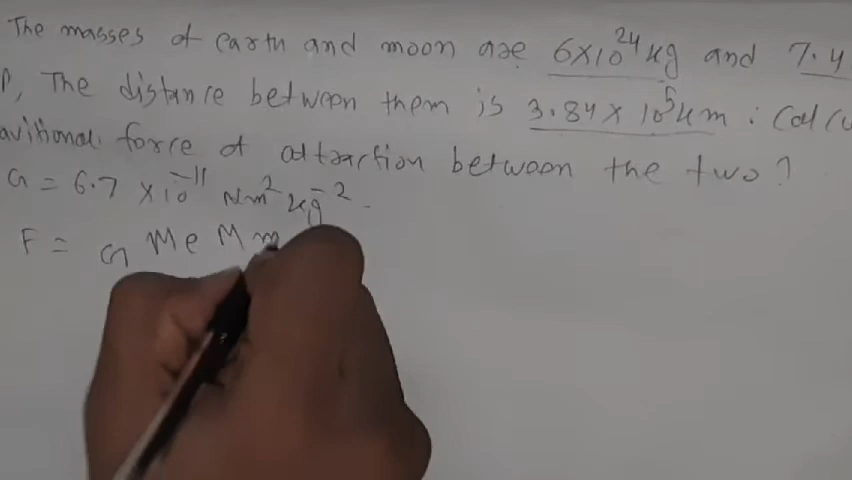 The masses of earth and moon are 6×10²⁴ kg and 7.4
The distance between them is 3.84 × 10⁵ km. Calcu
avitional force of attraction between the two?
G = 6.7 × 10⁻¹¹ Nm² kg⁻².
F = G Me Mm